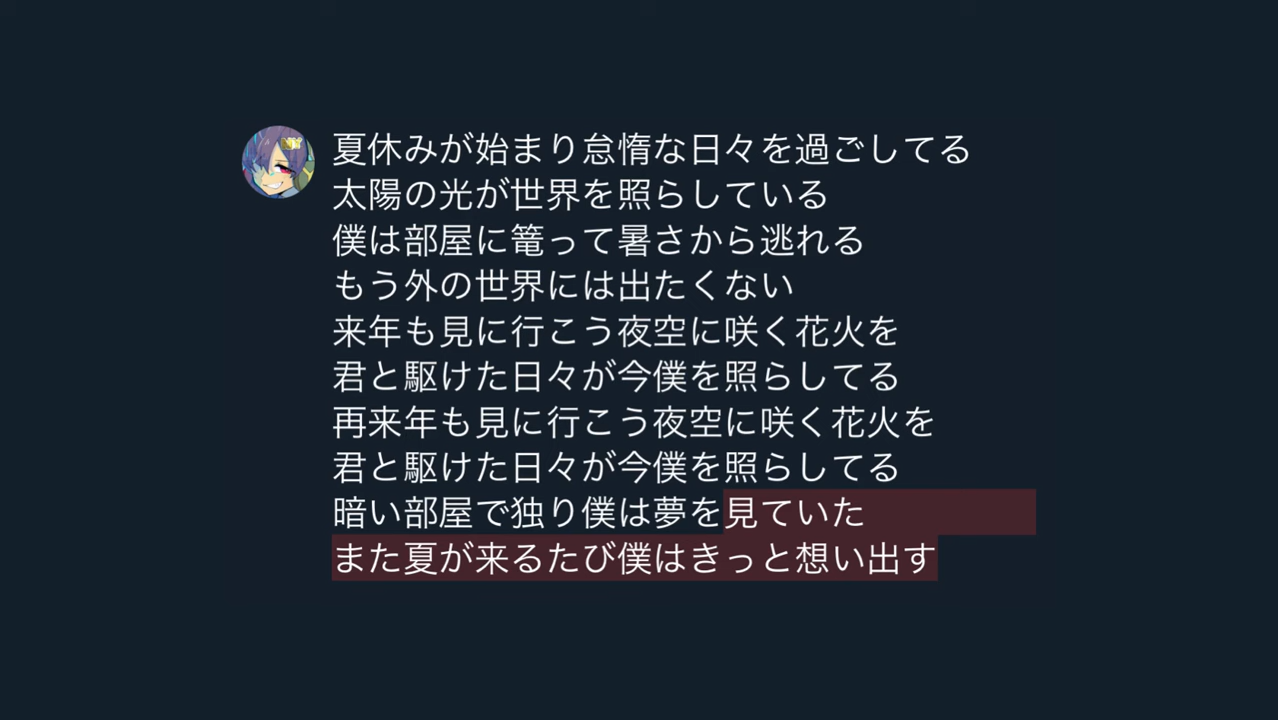 夏休みが始まり怠惰な日々を過ごしてる
太陽の光が世界を照らしている
僕は部屋に篭って暑さから逃れる
もう外の世界には出たくない
来年も見に行こう夜空に咲く花火を
君と駆けた日々が今僕を照らしてる
再来年も見に行こう夜空に咲く花火を
君と駆けた日々が今僕を照らしてる
暗い部屋で独り僕は夢を見ていた
また夏が来るたび僕はきっと想い出す